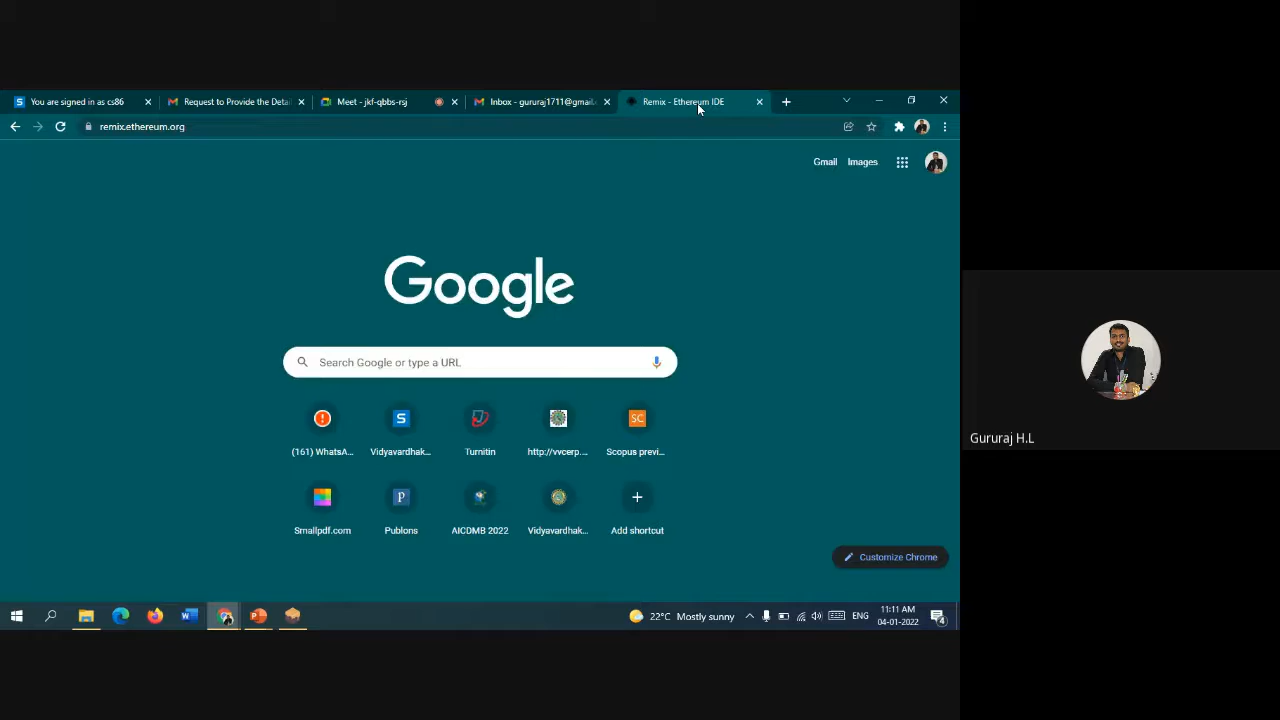 You are signed in as cs86
Request to Provide the Detai
Meet - jkf-qbbs-rsj
Inbox - gururaj1711@gmail.
Remix - Ethereum IDE
remix.ethereum.org
Gmail
Images
Google
Search Google or type a URL
(161) WhatsA...
Vidyavardhak...
Turnitin
http://vvcerp....
Scopus previ...
Smallpdf.com
Publons
AICDMB 2022
Vidyavardhak...
Add shortcut
Customize Chrome
Gururaj H.L
22°C Mostly sunny
ENG
11:11 AM
04-01-2022
4